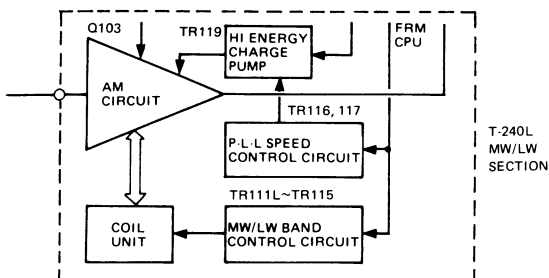 Q103
TR119
HI ENERGY
CHARGE
PUMP
FRM
CPU
AM
CIRCUIT
TR116, 117
P·L·L SPEED
CONTROL CIRCUIT
T-240L
MW/LW
SECTION
TR111L~TR115
COIL
UNIT
MW/LW BAND
CONTROL CIRCUIT